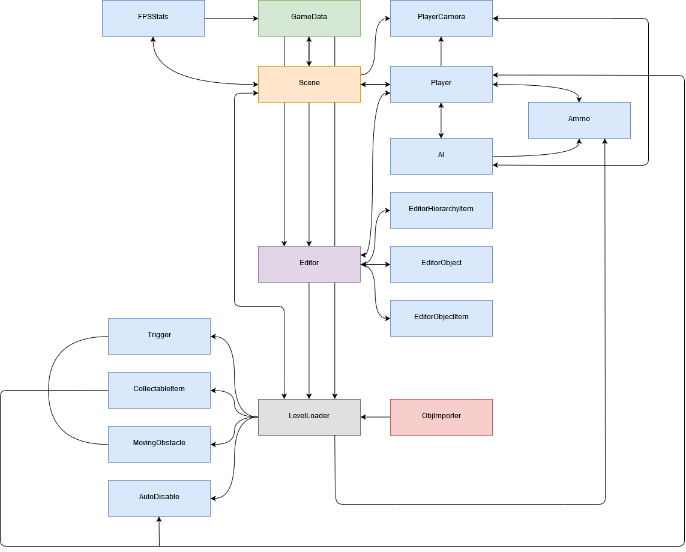 FPSStats
GameData
PlayerCamera
Scene
Player
Ammo
AI
EditorHierarchyItem
Editor
EditorObject
EditorObjectItem
Trigger
CollectableItem
LevelLoader
ObjImporter
MovingObstacle
AutoDisable